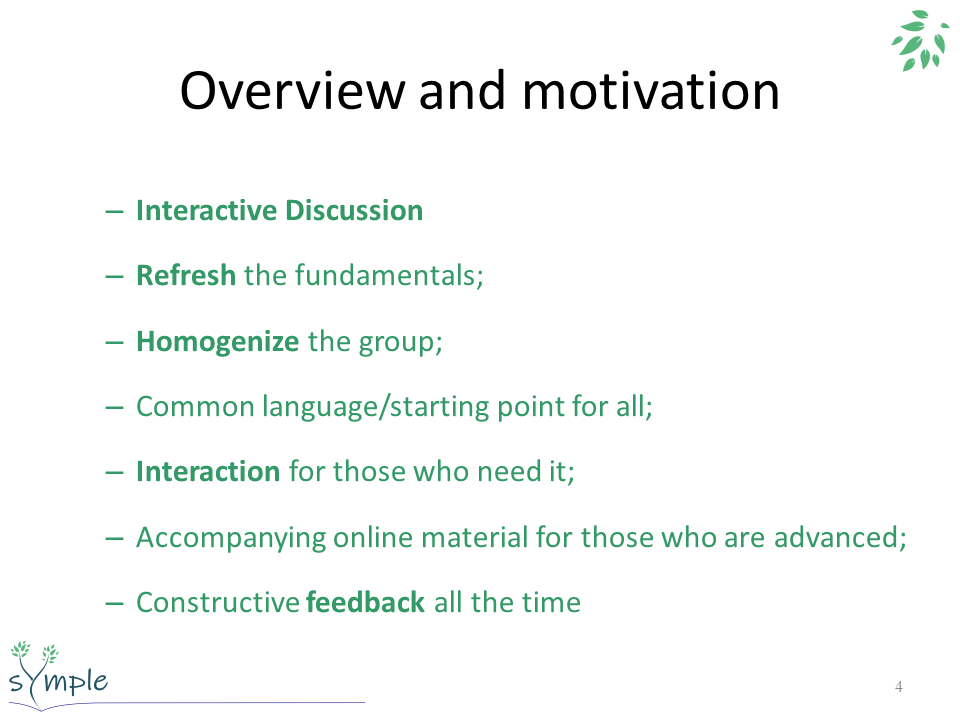 Overview and motivation
– Interactive Discussion
– Refresh the fundamentals;
– Homogenize the group;
– Common language/starting point for all;
– Interaction for those who need it;
– Accompanying online material for those who are advanced;
– Constructive feedback all the time
sYmple
4